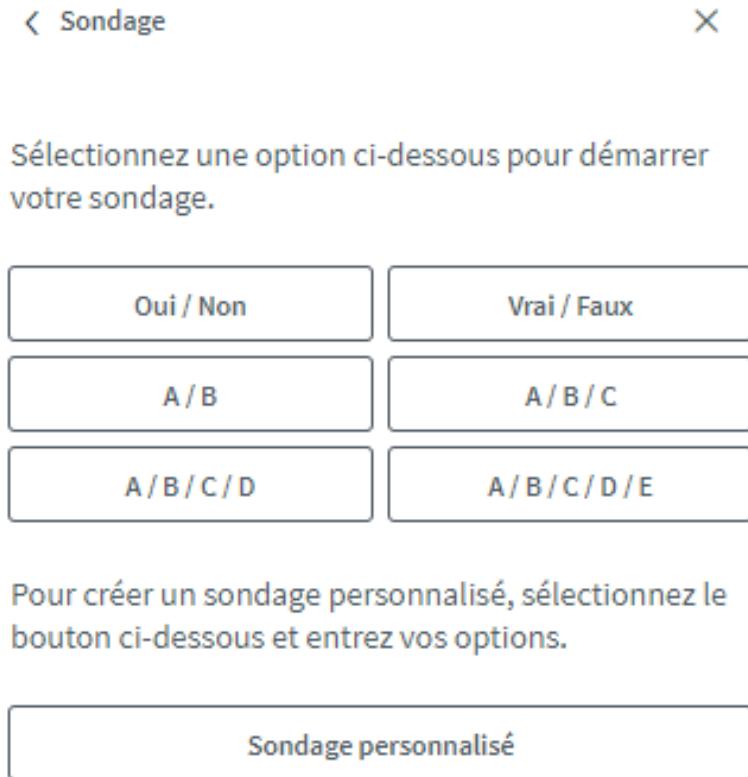 Sondage
Sélectionnez une option ci-dessous pour démarrer
votre sondage.
Oui / Non
Vrai / Faux
A / B
A / B / C
A / B / C / D
A / B / C / D / E
Pour créer un sondage personnalisé, sélectionnez le
bouton ci-dessous et entrez vos options.
Sondage personnalisé